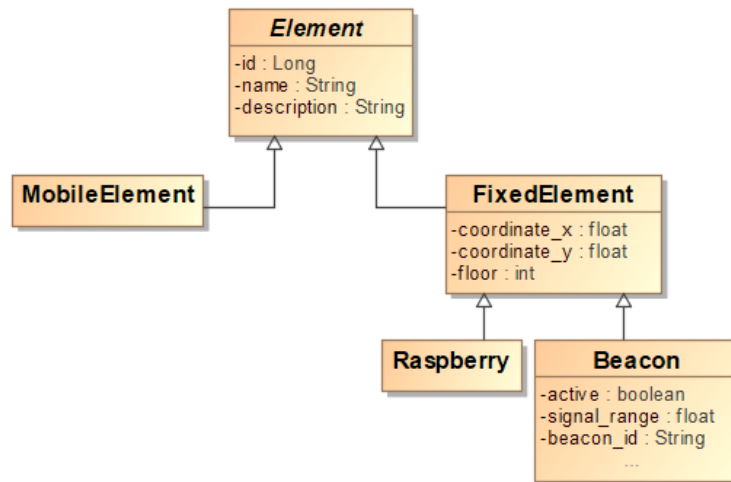 Element
-id : Long
-name : String
-description : String
MobileElement
FixedElement
-coordinate_x : float
-coordinate_y : float
-floor : int
Raspberry
Beacon
-active : boolean
-signal_range : float
-beacon_id : String
...